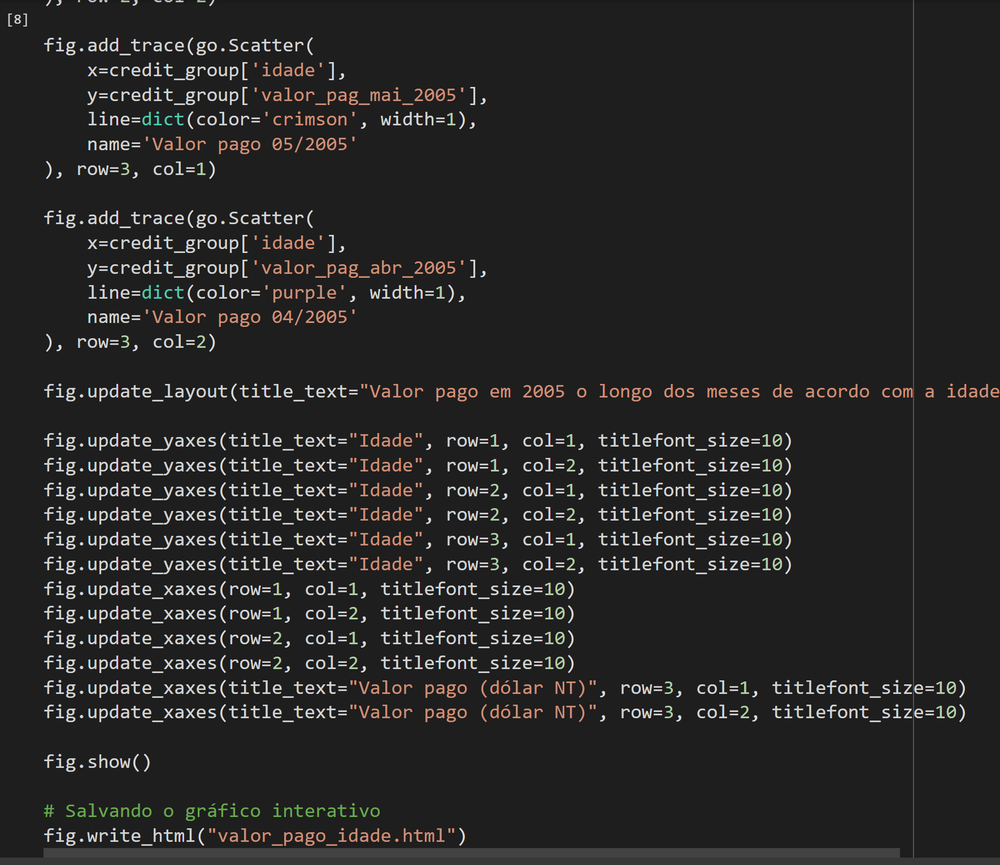 [8]
fig.add_trace(go.Scatter(
    x=credit_group['idade'],
    y=credit_group['valor_pag_mai_2005'],
    line=dict(color='crimson', width=1),
    name='Valor pago 05/2005'
), row=3, col=1)
fig.add_trace(go.Scatter(
    x=credit_group['idade'],
    y=credit_group['valor_pag_abr_2005'],
    line=dict(color='purple', width=1),
    name='Valor pago 04/2005'
), row=3, col=2)
fig.update_layout(title_text="Valor pago em 2005 o longo dos meses de acordo com a idade
fig.update_yaxes(title_text="Idade", row=1, col=1, titlefont_size=10)
fig.update_yaxes(title_text="Idade", row=1, col=2, titlefont_size=10)
fig.update_yaxes(title_text="Idade", row=2, col=1, titlefont_size=10)
fig.update_yaxes(title_text="Idade", row=2, col=2, titlefont_size=10)
fig.update_yaxes(title_text="Idade", row=3, col=1, titlefont_size=10)
fig.update_yaxes(title_text="Idade", row=3, col=2, titlefont_size=10)
fig.update_xaxes(row=1, col=1, titlefont_size=10)
fig.update_xaxes(row=1, col=2, titlefont_size=10)
fig.update_xaxes(row=2, col=1, titlefont_size=10)
fig.update_xaxes(row=2, col=2, titlefont_size=10)
fig.update_xaxes(title_text="Valor pago (dólar NT)", row=3, col=1, titlefont_size=10)
fig.update_xaxes(title_text="Valor pago (dólar NT)", row=3, col=2, titlefont_size=10)
fig.show()
# Salvando o gráfico interativo
fig.write_html("valor_pago_idade.html")